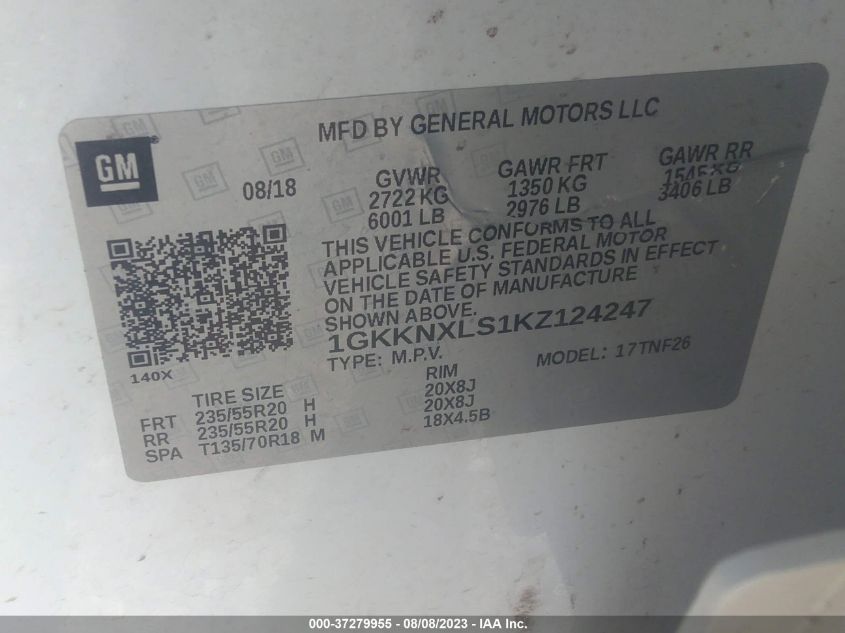 MFD BY GENERAL MOTORS LLC
GM
08/18
GVWR
2722 KG
6001 LB
GAWR FRT
1350 KG
2976 LB
GAWR RR
1545 KG
3406 LB
THIS VEHICLE CONFORMS TO ALL
APPLICABLE U.S. FEDERAL MOTOR
VEHICLE SAFETY STANDARDS IN EFFECT
ON THE DATE OF MANUFACTURE
SHOWN ABOVE.
1GKKNXLS1KZ124247
TYPE: M.P.V.
MODEL: 17TNF26
140X
TIRE SIZE RIM
FRT 235/55R20 H 20X8J
RR 235/55R20 H 20X8J
SPA T135/70R18 M 18X4.5B
000-37279955 - 08/08/2023 - IAA Inc.